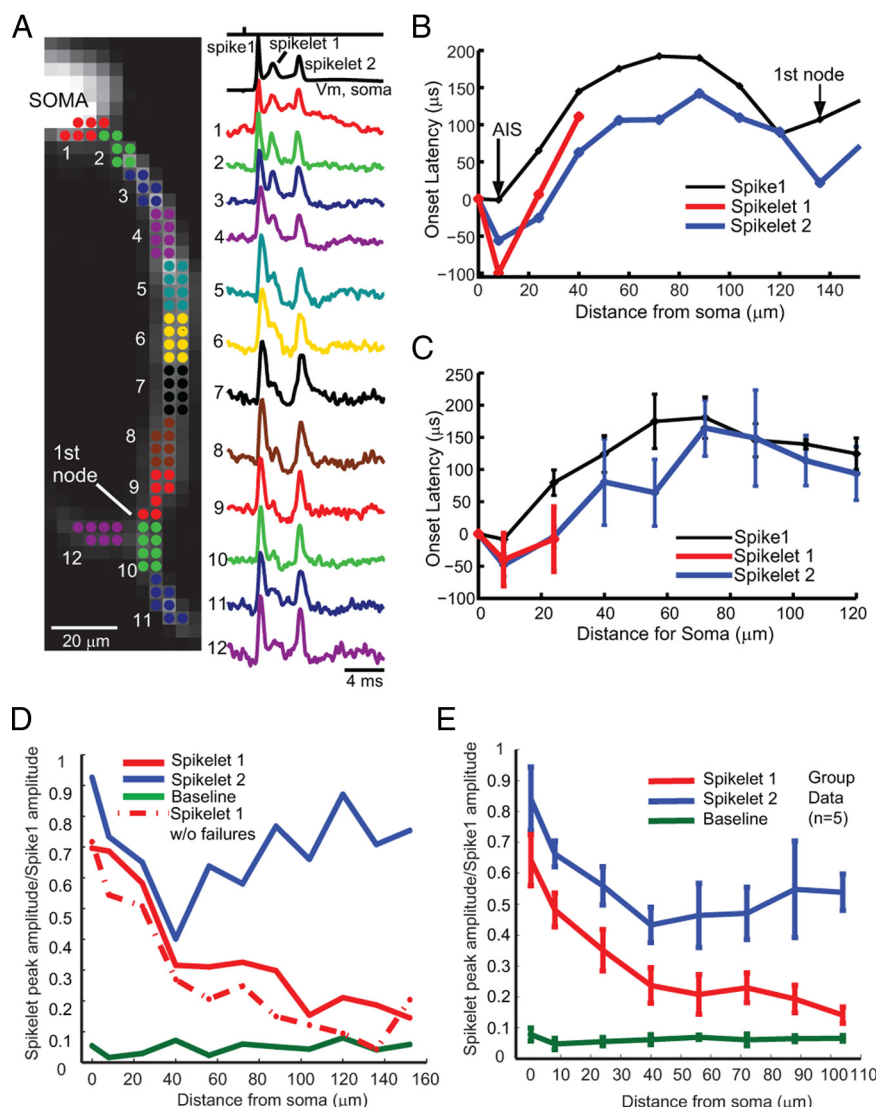 A
SOMA
1
2
3
4
5
6
7
8
1st
node
9
12
10
11
20 μm
spike1
spikelet 1
spikelet 2
Vm, soma
1
2
3
4
5
6
7
8
9
10
11
12
4 ms
B
Onset Latency (μs)
200
150
100
50
0
−50
−100
AIS
1st node
Spike1
Spikelet 1
Spikelet 2
0 20 40 60 80 100 120 140
Distance from soma (μm)
C
Onset Latency (μs)
250
200
150
100
50
0
−50
−100
Spike1
Spikelet 1
Spikelet 2
0 20 40 60 80 100 120
Distance for Soma (μm)
D
Spikelet peak amplitude/Spike1 amplitude
1
0.9
0.8
0.7
0.6
0.5
0.4
0.3
0.2
0.1
0
Spikelet 1
Spikelet 2
Baseline
Spikelet 1
w/o failures
0 20 40 60 80 100 120 140 160
Distance from soma (μm)
E
Spikelet peak amplitude/Spike1 amplitude
1
0.9
0.8
0.7
0.6
0.5
0.4
0.3
0.2
0.1
0
Spikelet 1
Spikelet 2
Baseline
Group
Data
(n=5)
0 10 20 30 40 50 60 70 80 90 100 110
Distance from soma (μm)